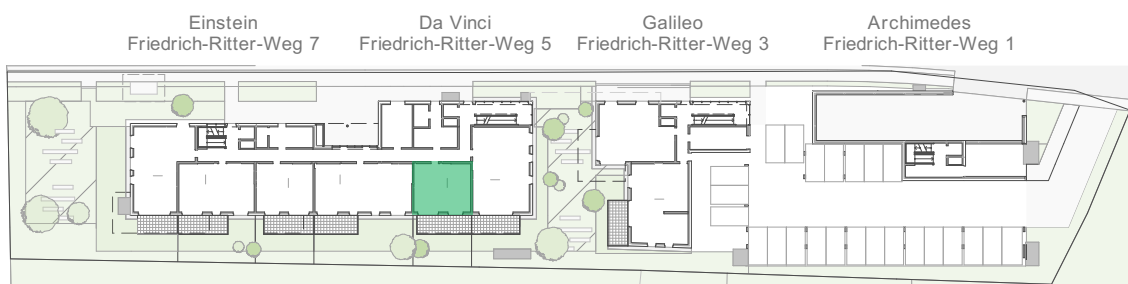 Einstein
Friedrich-Ritter-Weg 7
Da Vinci
Friedrich-Ritter-Weg 5
Galileo
Friedrich-Ritter-Weg 3
Archimedes
Friedrich-Ritter-Weg 1